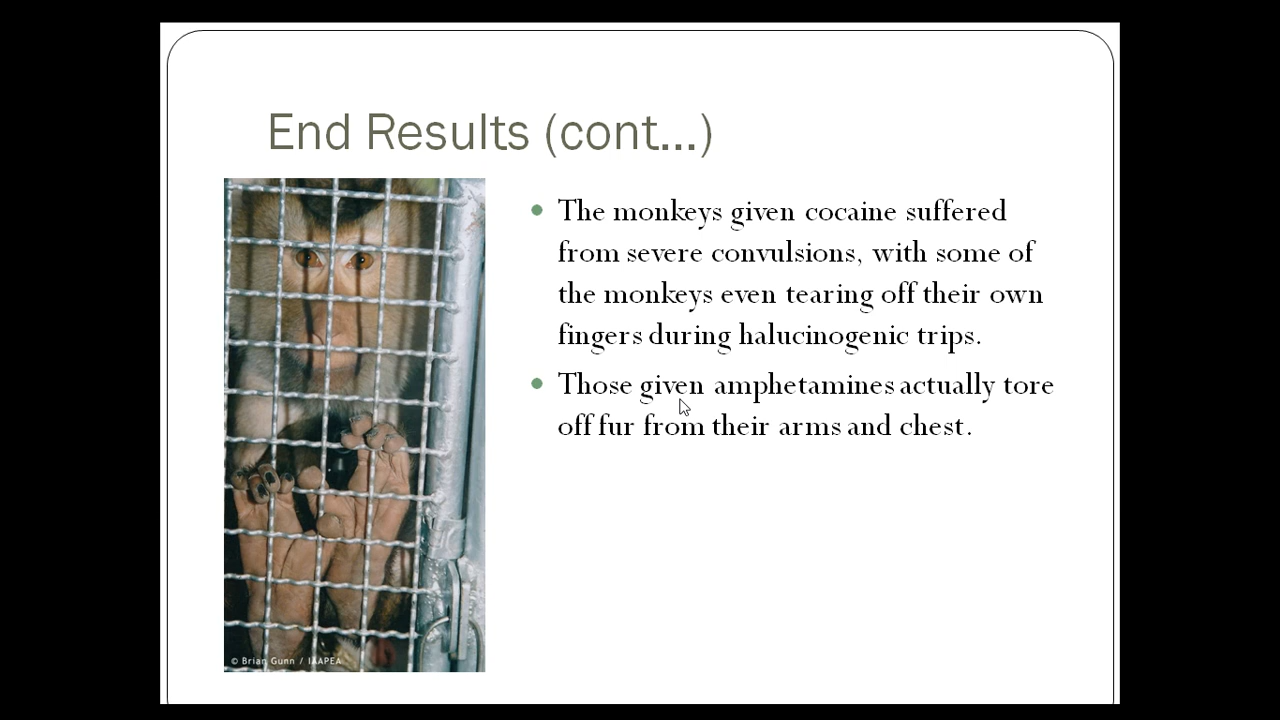 End Results (cont...)
The monkeys given cocaine suffered
from severe convulsions, with some of
the monkeys even tearing off their own
fingers during halucinogenic trips.
Those given amphetamines actually tore
off fur from their arms and chest.
© Brian Gunn / IAAPEA